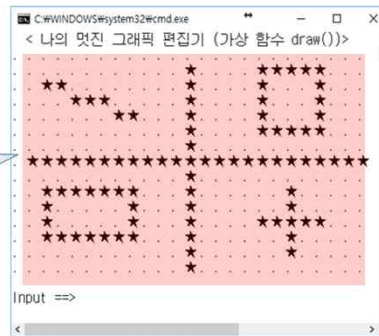 C:₩WINDOWS₩system32₩cmd.exe
< 나의 멋진 그래픽 편집기 (가상 함수 draw())>
Input ==>